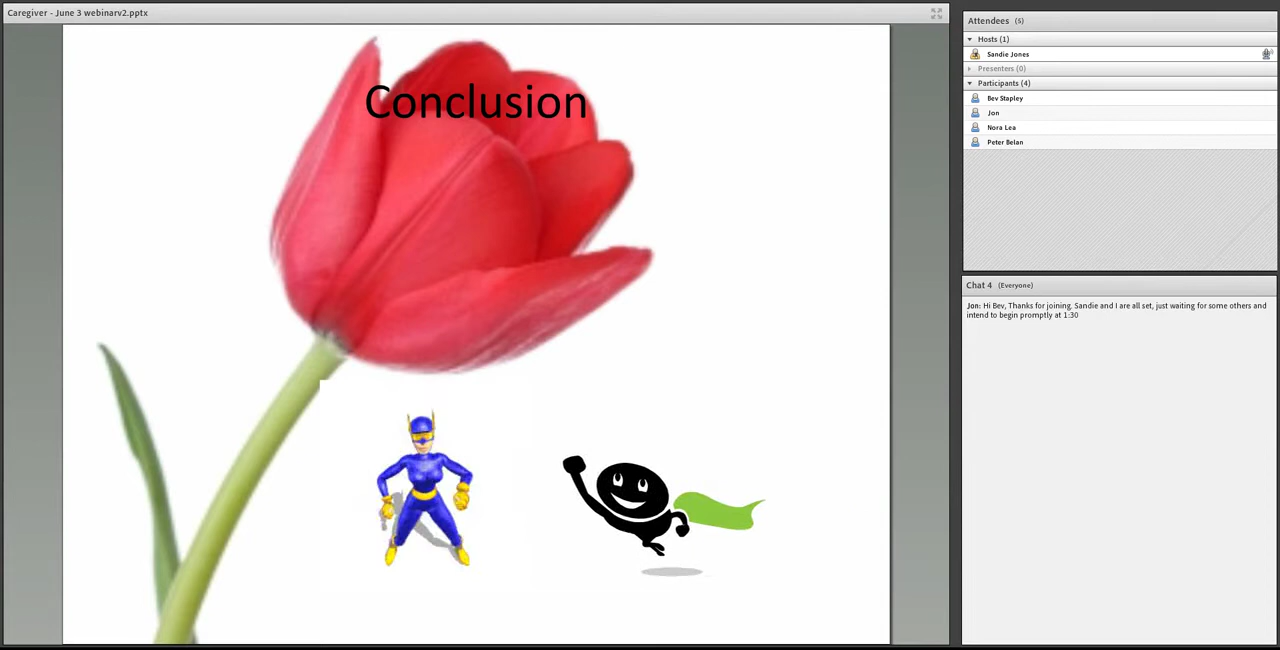 Caregiver - June 3 webinarv2.pptx
Conclusion
Attendees (5)
Hosts (1)
Sandie Jones
Presenters (0)
Participants (4)
Bev Stapley
Jon
Nora Lea
Peter Belan
Chat 4 (Everyone)
Jon: Hi Bev, Thanks for joining. Sandie and I are all set, just waiting for some others and
intend to begin promptly at 1:30